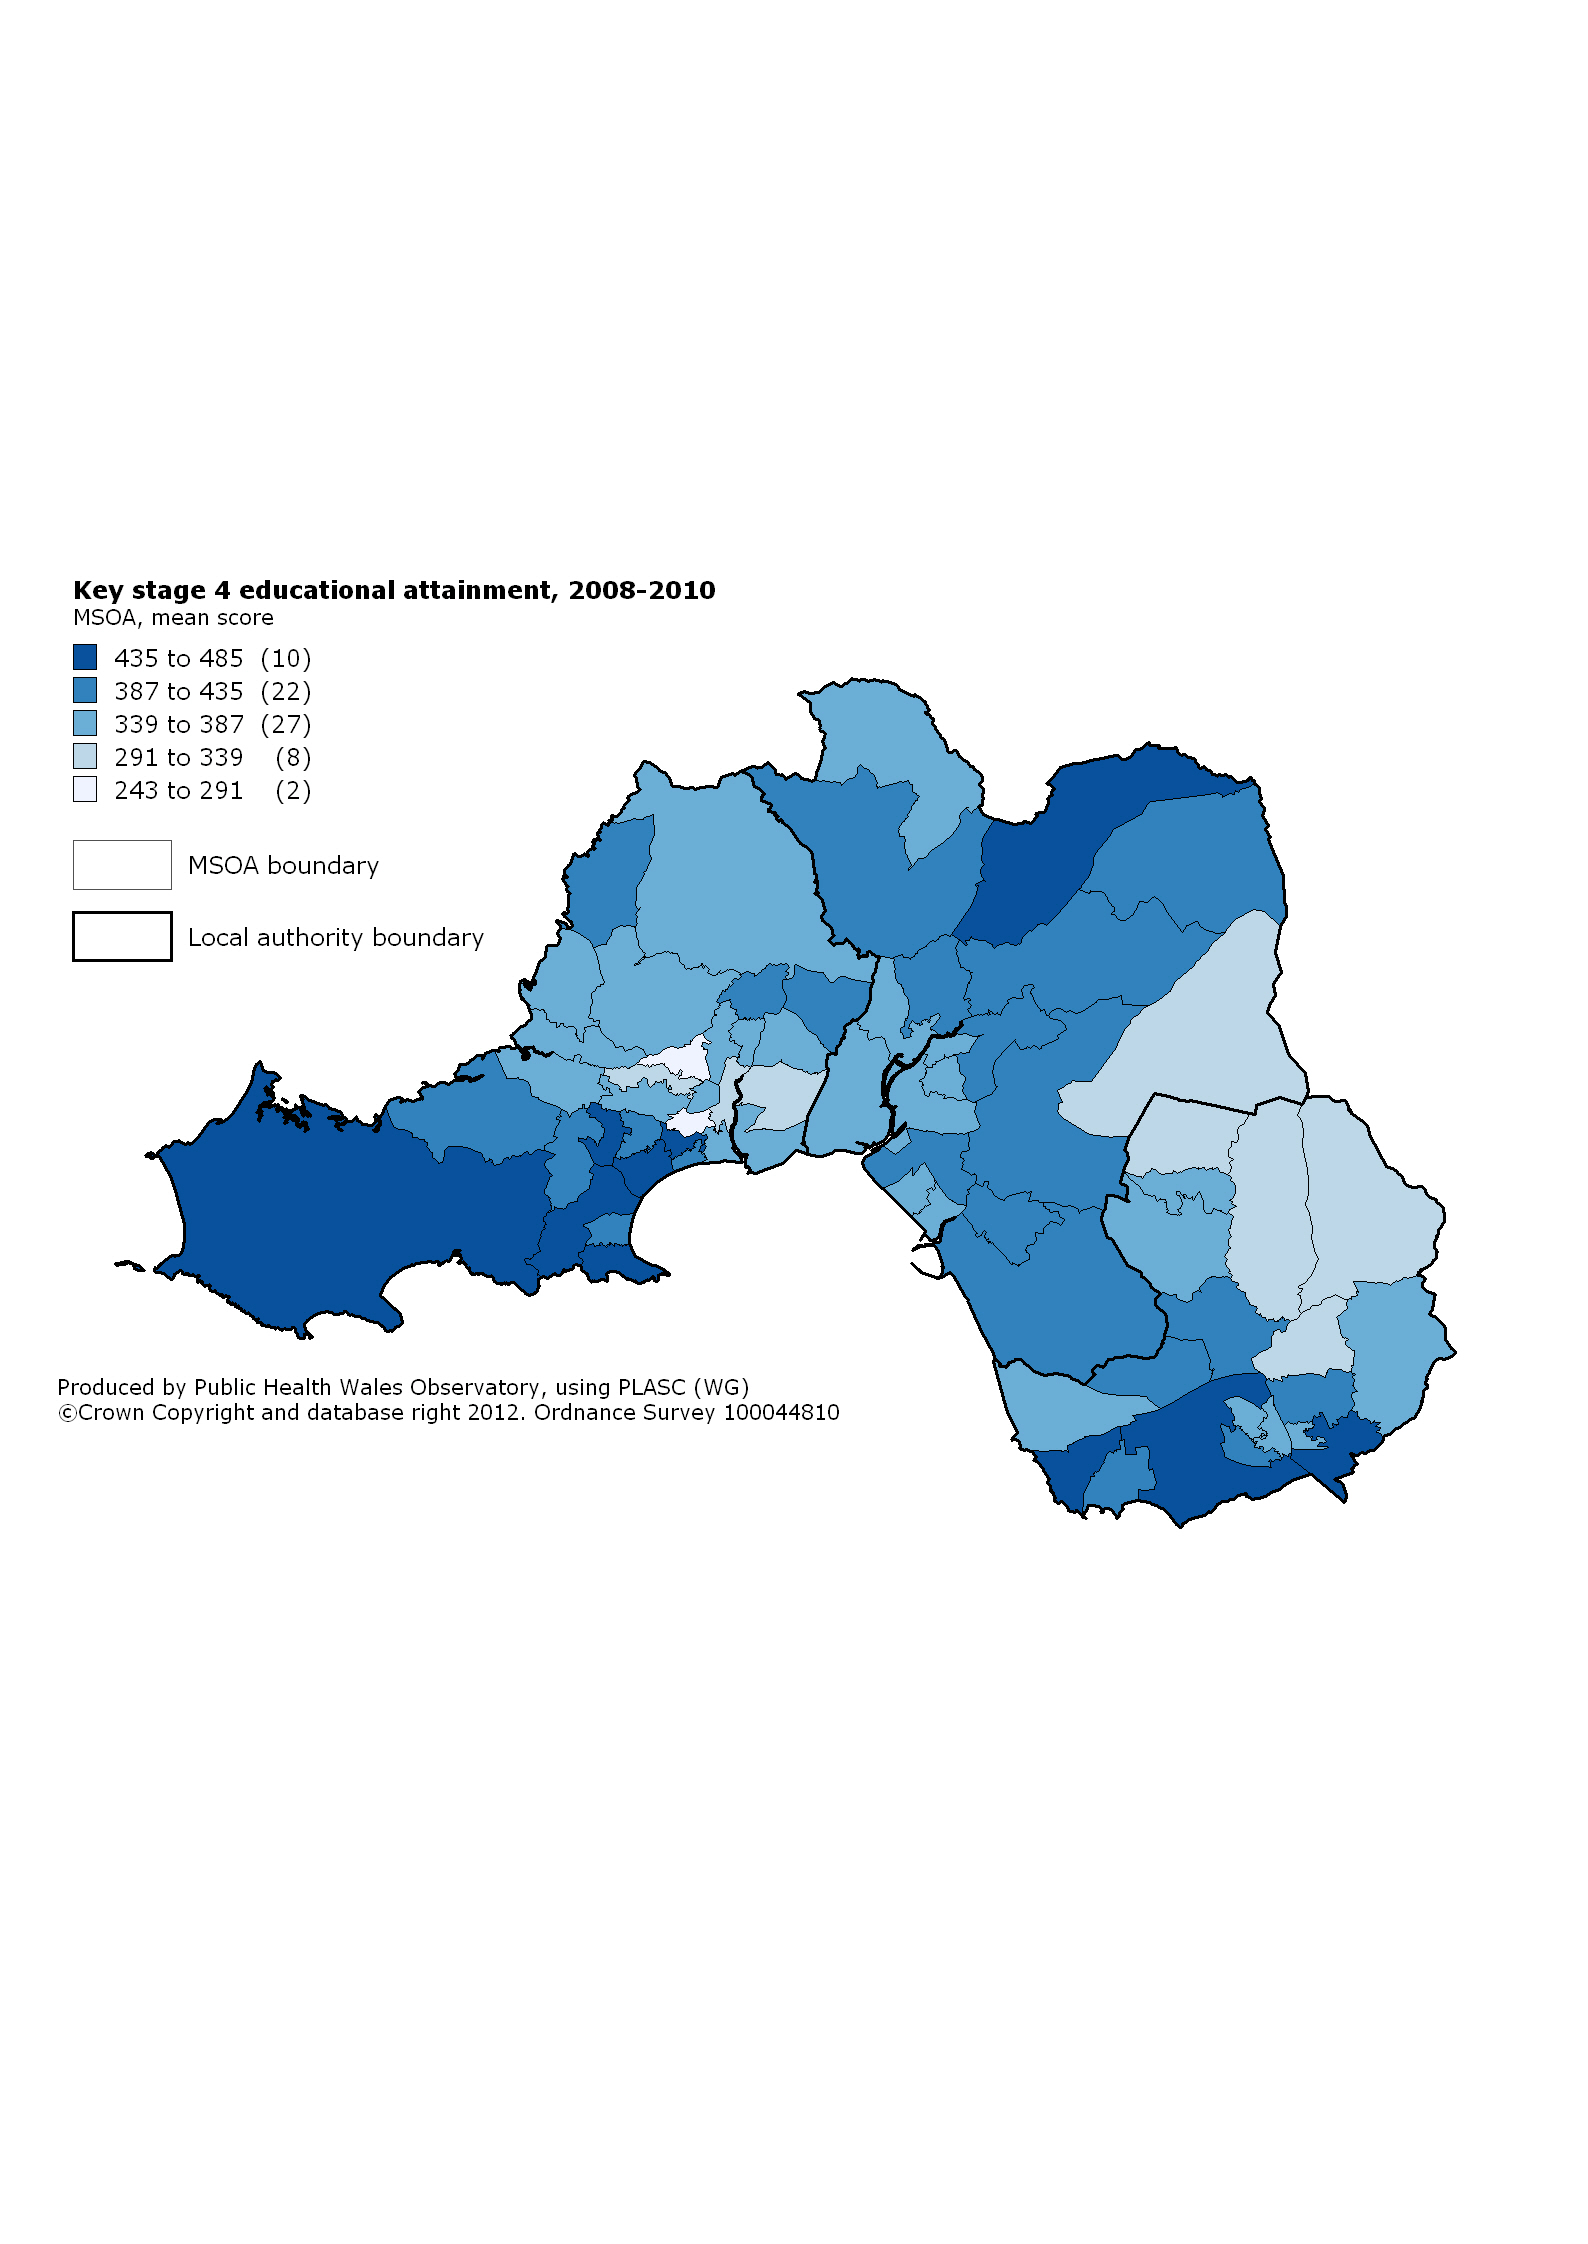 Key stage 4 educational attainment, 2008-2010
MSOA, mean score
435 to 485 (10)
387 to 435 (22)
339 to 387 (27)
291 to 339 (8)
243 to 291 (2)
MSOA boundary
Local authority boundary
Produced by Public Health Wales Observatory, using PLASC (WG)
©Crown Copyright and database right 2012. Ordnance Survey 100044810